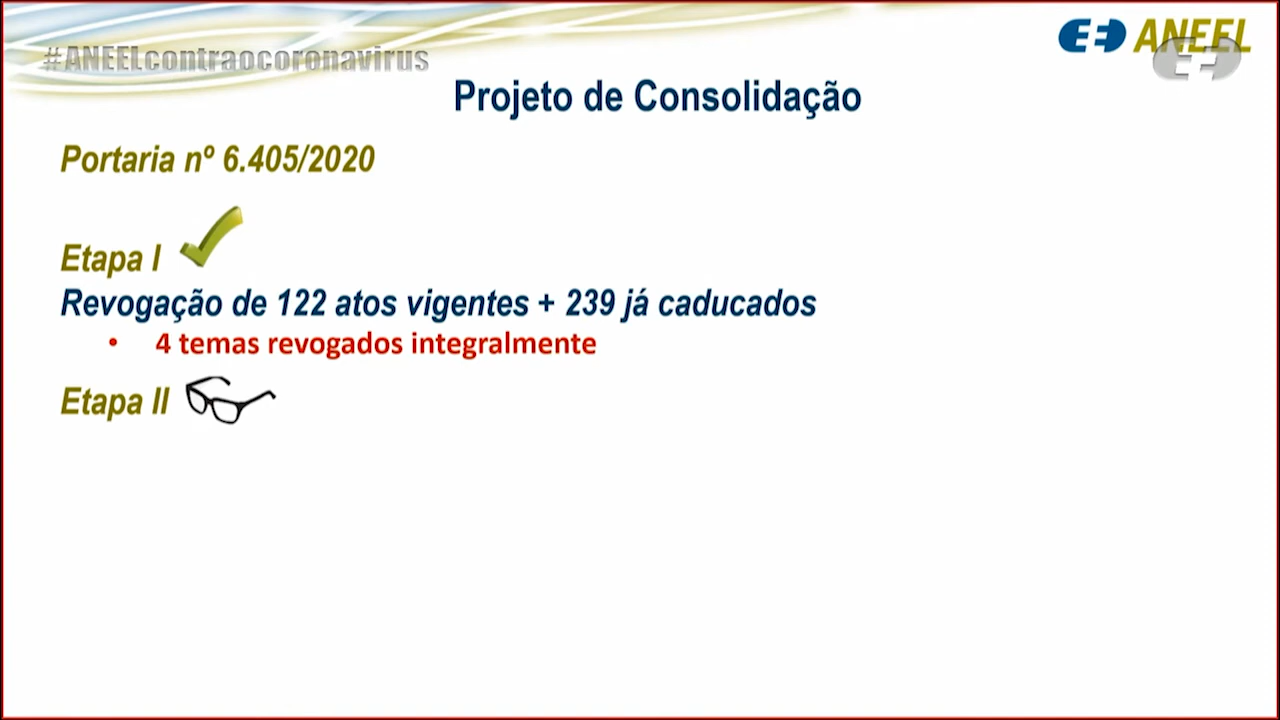 #ANEELcontraocoronavirus
ANEEL
Projeto de Consolidação
Portaria nº 6.405/2020
Etapa I
Revogação de 122 atos vigentes + 239 já caducados
• 4 temas revogados integralmente
Etapa II